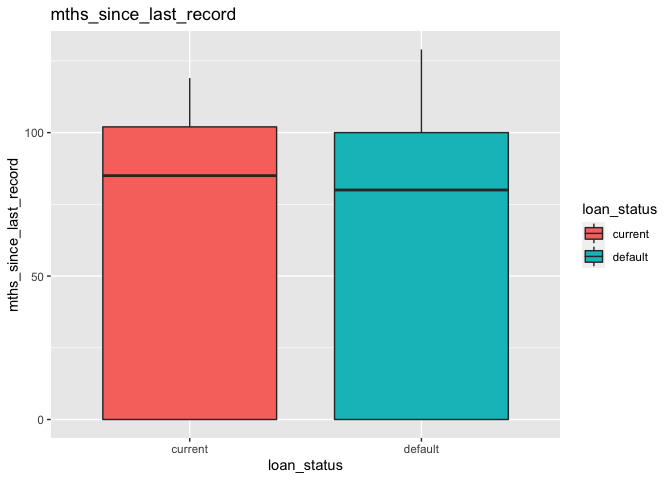 mths_since_last_record
mths_since_last_record
100
50
0
current
default
loan_status
loan_status
current
default